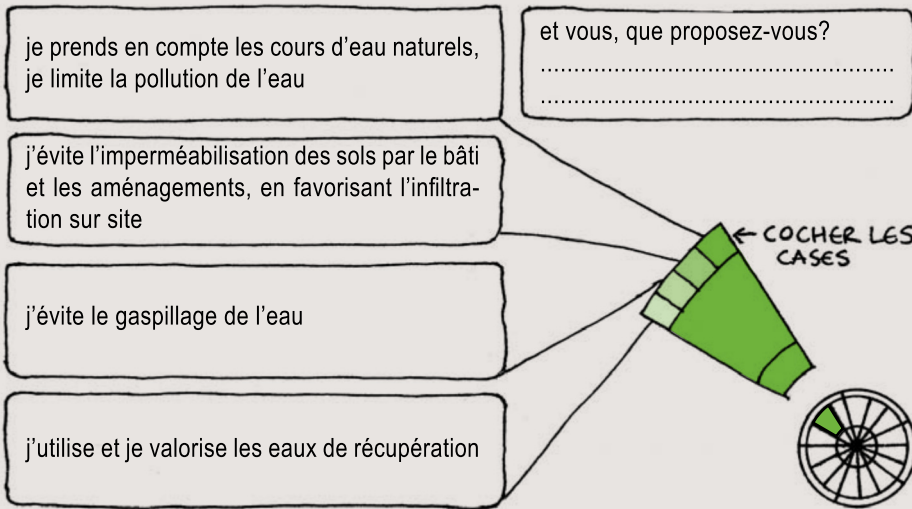 je prends en compte les cours d'eau naturels,
je limite la pollution de l'eau
et vous, que proposez-vous?
......................................................
......................................................
j'évite l'imperméabilisation des sols par le bâti
et les aménagements, en favorisant l'infiltra-
tion sur site
← COCHER LES
CASES
j'évite le gaspillage de l'eau
j'utilise et je valorise les eaux de récupération